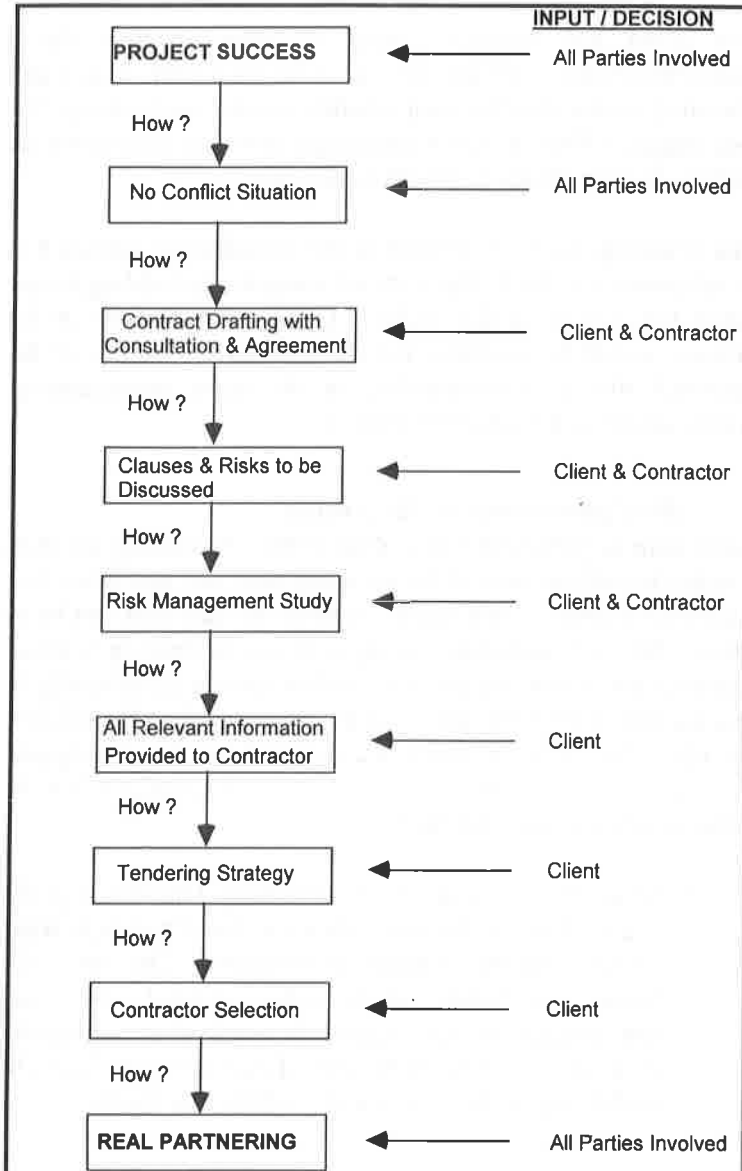 INPUT / DECISION
PROJECT SUCCESS
All Parties Involved
How ?
No Conflict Situation
All Parties Involved
How ?
Contract Drafting with
Consultation & Agreement
Client & Contractor
How ?
Clauses & Risks to be
Discussed
Client & Contractor
How ?
Risk Management Study
Client & Contractor
How ?
All Relevant Information
Provided to Contractor
Client
How ?
Tendering Strategy
Client
How ?
Contractor Selection
Client
How ?
REAL PARTNERING
All Parties Involved